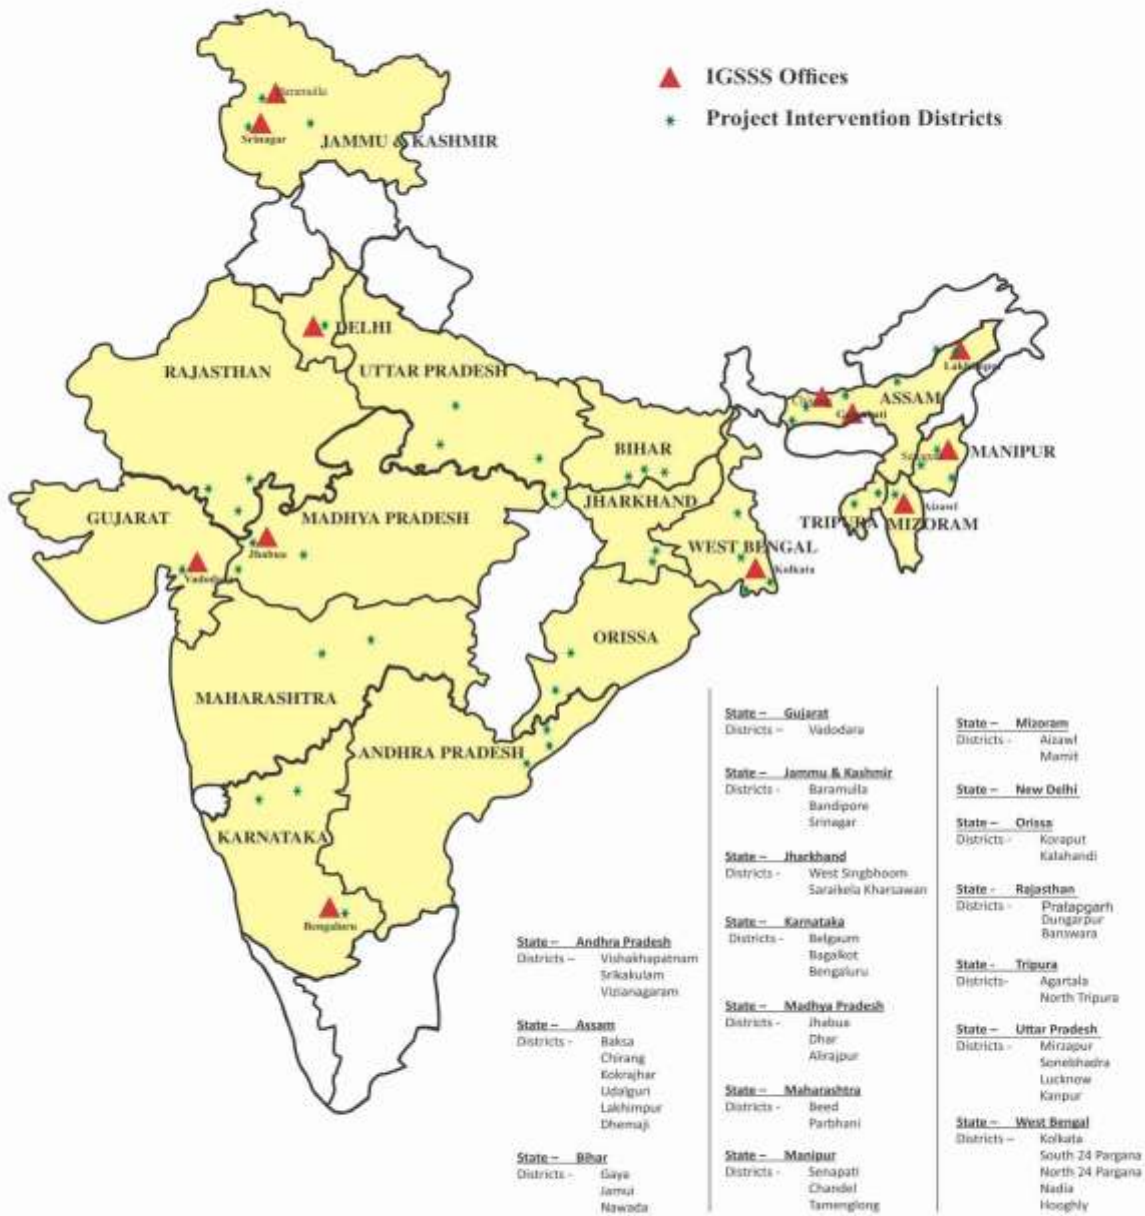 IGSSS Offices
Project Intervention Districts
Baramulla
Srinagar
JAMMU & KASHMIR
DELHI
RAJASTHAN
UTTAR PRADESH
ASSAM
BIHAR
MANIPUR
JHARKHAND
GUJARAT
MADHYA PRADESH
TRIPURA
MIZORAM
Aizawl
WEST BENGAL
Jhabua
Kolkata
ORISSA
MAHARASHTRA
ANDHRA PRADESH
KARNATAKA
Bengaluru
State – Andhra Pradesh
Districts – Vishakhapatnam
Srikakulam
Vizianagaram
State – Assam
Districts - Baksa
Chirang
Kokrajhar
Udalguri
Lakhimpur
Dhemaji
State – Bihar
Districts - Gaya
Jamui
Nawada
State – Gujarat
Districts – Vadodara
State – Jammu & Kashmir
Districts - Baramulla
Bandipore
Srinagar
State – Jharkhand
Districts - West Singbhoom
Saraikela Kharsawan
State – Karnataka
Districts - Belgaum
Bagalkot
Bengaluru
State – Madhya Pradesh
Districts - Jhabua
Dhar
Alirajpur
State – Maharashtra
Districts - Beed
Parbhani
State – Manipur
Districts - Senapati
Chandel
Tamenglong
State – Mizoram
Districts - Aizawl
Mamit
State – New Delhi
State – Orissa
Districts - Koraput
Kalahandi
State - Rajasthan
Districts - Pratapgarh
Dungarpur
Banswara
State - Tripura
Districts- Agartala
North Tripura
State – Uttar Pradesh
Districts - Mirzapur
Sonebhadra
Lucknow
Kanpur
State – West Bengal
Districts – Kolkata
South 24 Pargana
North 24 Pargana
Nadia
Hooghly